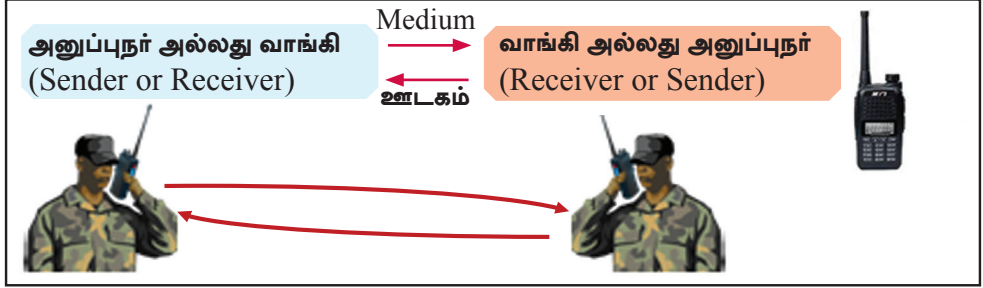 Medium
அனுப்புநர் அல்லது வாங்கி
(Sender or Receiver)
ஊடகம்
வாங்கி அல்லது அனுப்புநர்
(Receiver or Sender)